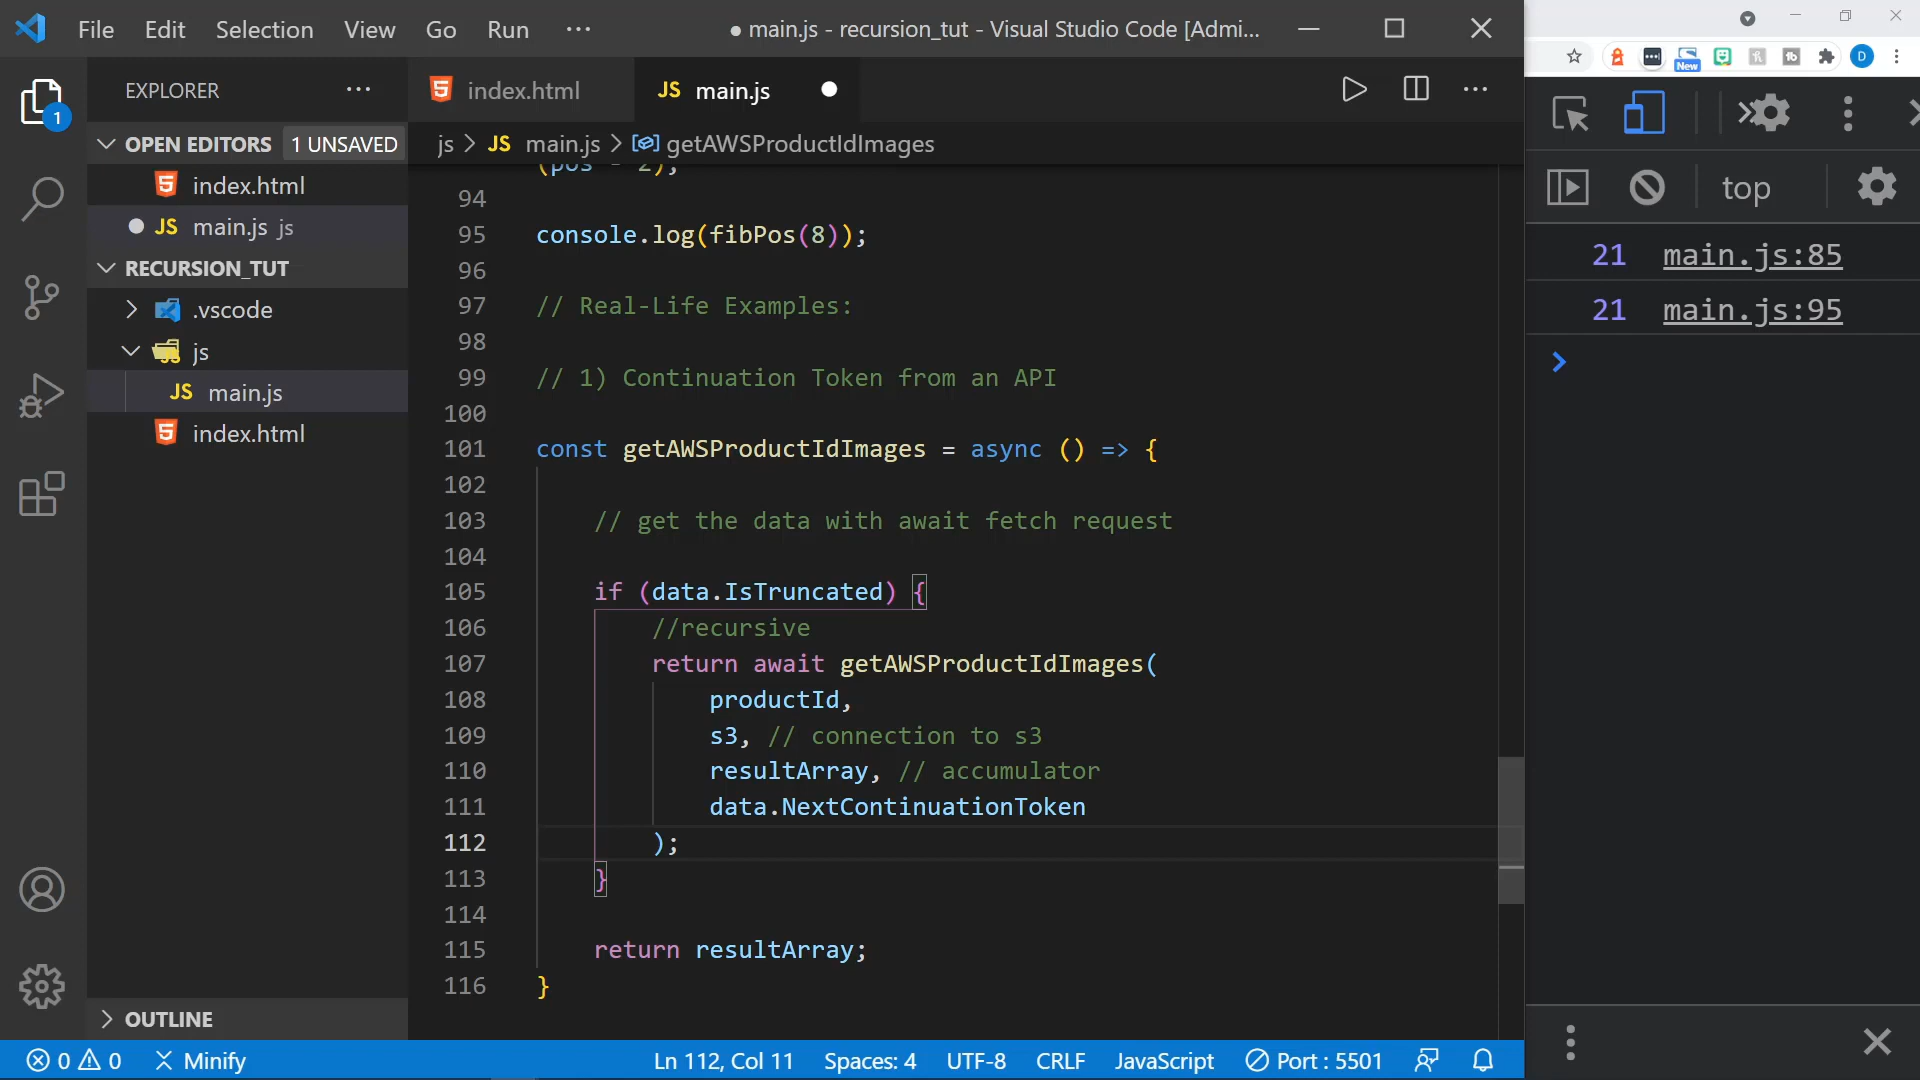 File Edit Selection View Go Run ··· ● main.js - recursion_tut - Visual Studio Code [Admi...
EXPLORER ···
index.html
JS main.js
New
D
OPEN EDITORS 1 UNSAVED
js > JS main.js > getAWSProductIdImages
index.html
JS main.js js
RECURSION_TUT
.vscode
js
JS main.js
index.html
OUTLINE
1
(pos - 2);
94
95 console.log(fibPos(8));
96
97 // Real-Life Examples:
98
99 // 1) Continuation Token from an API
100
101 const getAWSProductIdImages = async () => {
102
103 // get the data with await fetch request
104
105 if (data.IsTruncated) {
106 //recursive
107 return await getAWSProductIdImages(
108 productId,
109 s3, // connection to s3
110 resultArray, // accumulator
111 data.NextContinuationToken
112 );
113 }
114
115 return resultArray;
116 }
top
21 main.js:85
21 main.js:95
0 0 Minify Ln 112, Col 11 Spaces: 4 UTF-8 CRLF JavaScript Port : 5501